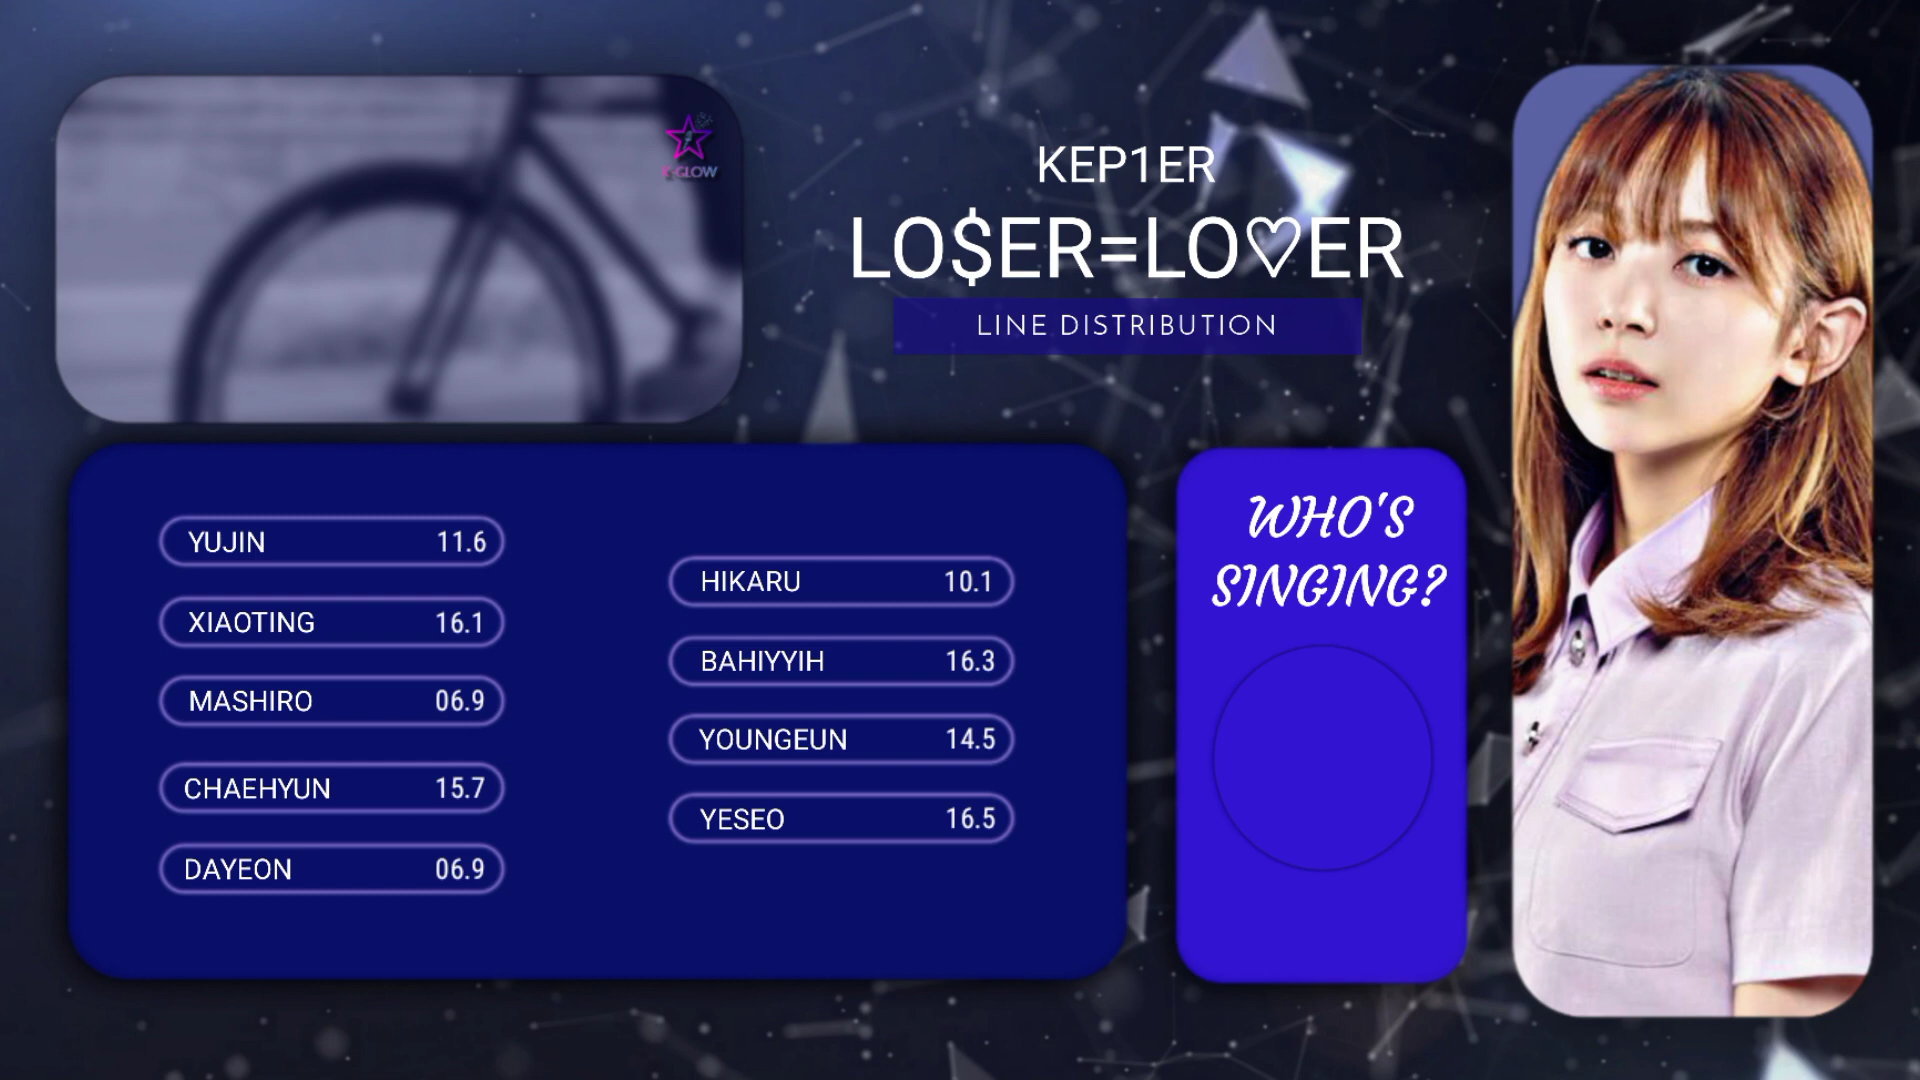 K-GLOW
KEP1ER
LO$ER=LO♡ER
LINE DISTRIBUTION
YUJIN 11.6
XIAOTING 16.1
MASHIRO 06.9
CHAEHYUN 15.7
DAYEON 06.9
HIKARU 10.1
BAHIYYIH 16.3
YOUNGEUN 14.5
YESEO 16.5
WHO'S
SINGING?